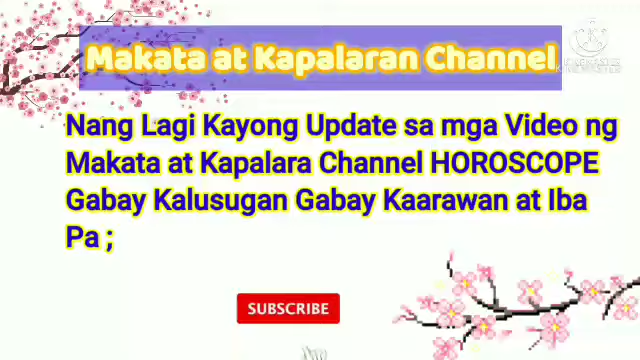 Makata at Kapalaran Channel
Nang Lagi Kayong Update sa mga Video ng
Makata at Kapalara Channel HOROSCOPE
Gabay Kalusugan Gabay Kaarawan at Iba
Pa ;
SUBSCRIBE